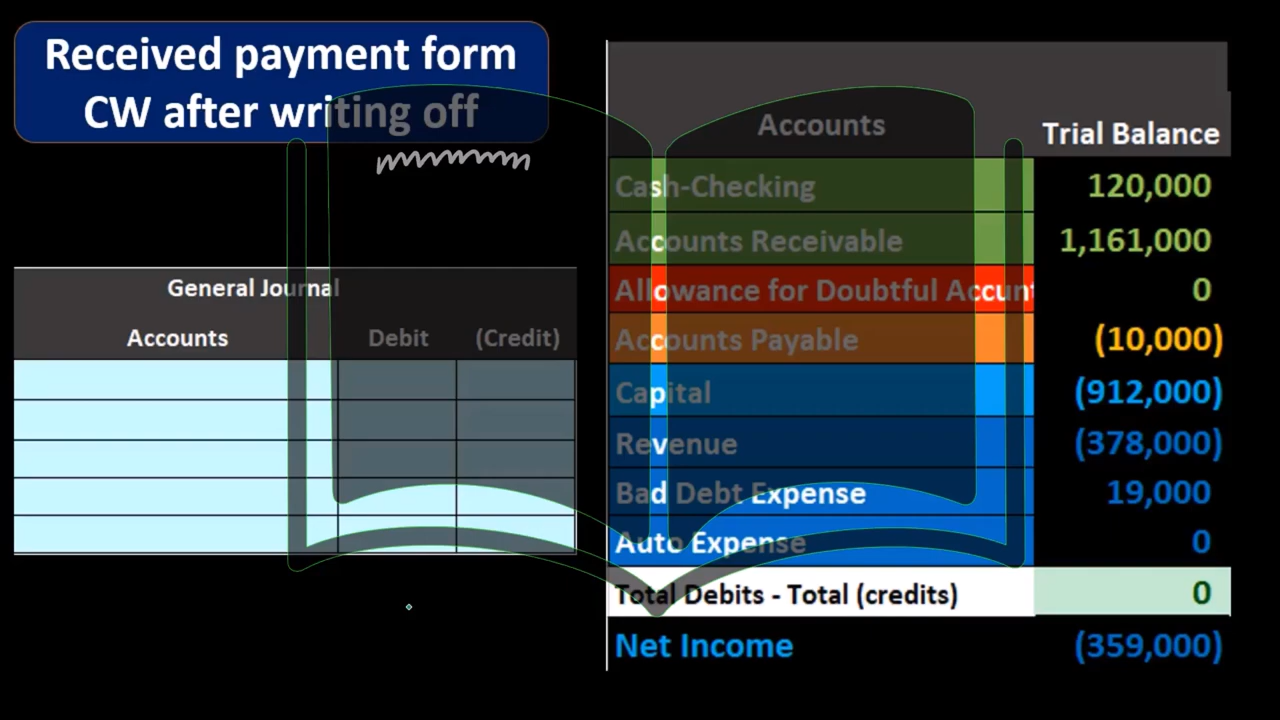 Received payment form
CW after writing off
General Journal
Accounts Debit (Credit)
Accounts Trial Balance
Cash-Checking 120,000
Accounts Receivable 1,161,000
Allowance for Doubtful Accunt 0
Accounts Payable (10,000)
Capital (912,000)
Revenue (378,000)
Bad Debt Expense 19,000
Auto Expense 0
Total Debits - Total (credits) 0
Net Income (359,000)